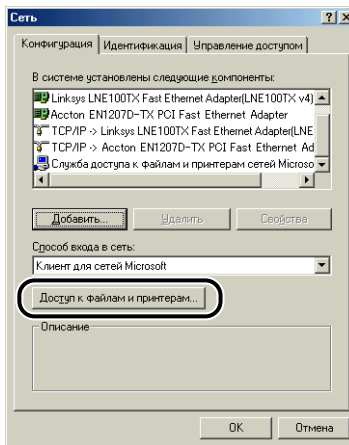 Сеть
Конфигурация Идентификация Управление доступом
В системе установлены следующие компоненты:
Linksys LNE100TX Fast Ethernet Adapter(LNE100TX v4)
Accton EN1207D-TX PCI Fast Ethernet Adapter
TCP/IP -> Linksys LNE100TX Fast Ethernet Adapter(LNE
TCP/IP -> Accton EN1207D-TX PCI Fast Ethernet Ad
Служба доступа к файлам и принтерам сетей Microso
Добавить... Удалить Свойства
Способ входа в сеть:
Клиент для сетей Microsoft
Доступ к файлам и принтерам...
Описание
OK Отмена